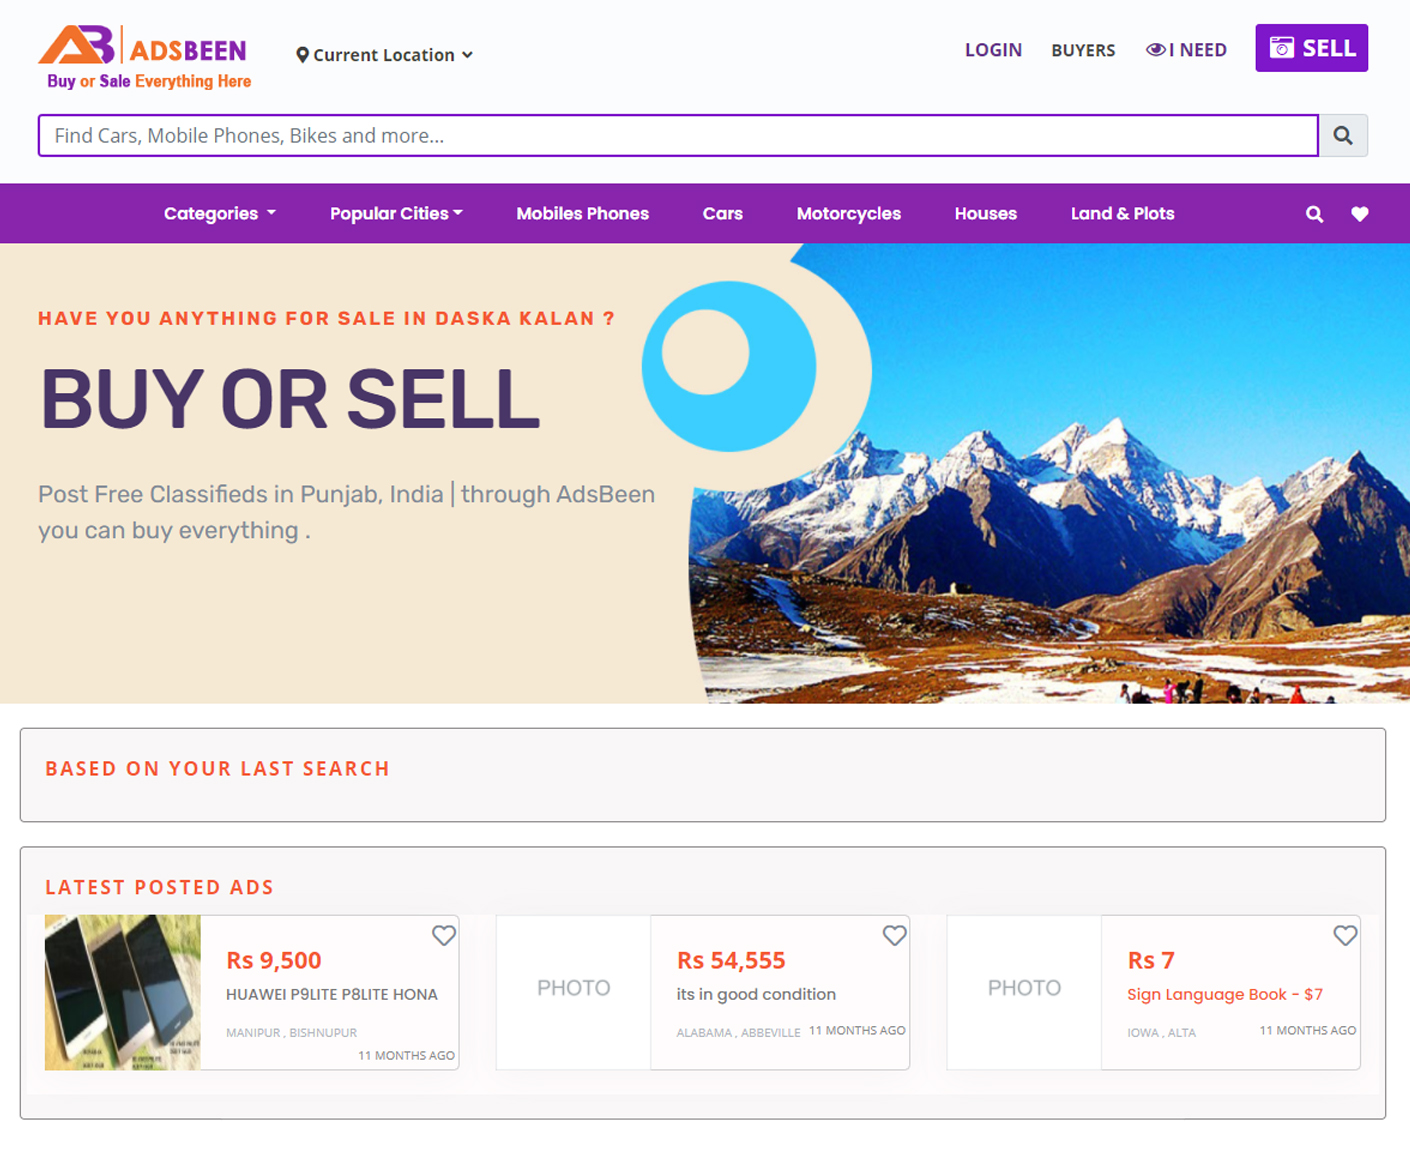 AB | ADSBEEN
Buy or Sale Everything Here
Current Location
LOGIN
BUYERS
I NEED
SELL
Find Cars, Mobile Phones, Bikes and more...
Categories
Popular Cities
Mobiles Phones
Cars
Motorcycles
Houses
Land & Plots
HAVE YOU ANYTHING FOR SALE IN DASKA KALAN ?
BUY OR SELL
Post Free Classifieds in Punjab, India | through AdsBeen
you can buy everything .
BASED ON YOUR LAST SEARCH
LATEST POSTED ADS
Rs 9,500
HUAWEI P9LITE P8LITE HONA
MANIPUR , BISHNUPUR
11 MONTHS AGO
PHOTO
Rs 54,555
its in good condition
ALABAMA , ABBEVILLE
11 MONTHS AGO
PHOTO
Rs 7
Sign Language Book - $7
IOWA , ALTA
11 MONTHS AGO